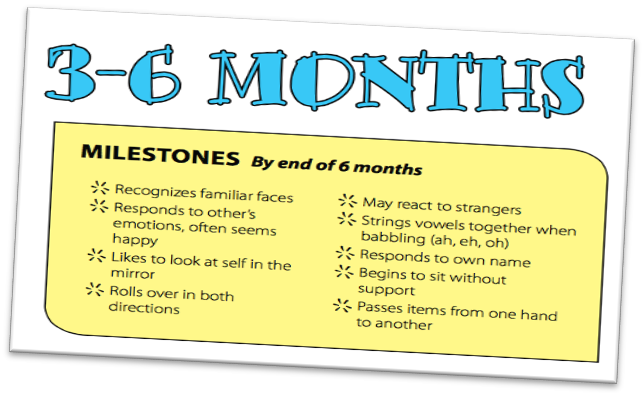 3-6 MONTHS
MILESTONES By end of 6 months
Recognizes familiar faces
Responds to other's
emotions, often seems
happy
Likes to look at self in the
mirror
Rolls over in both
directions
May react to strangers
Strings vowels together when
babbling (ah, eh, oh)
Responds to own name
Begins to sit without
support
Passes items from one hand
to another